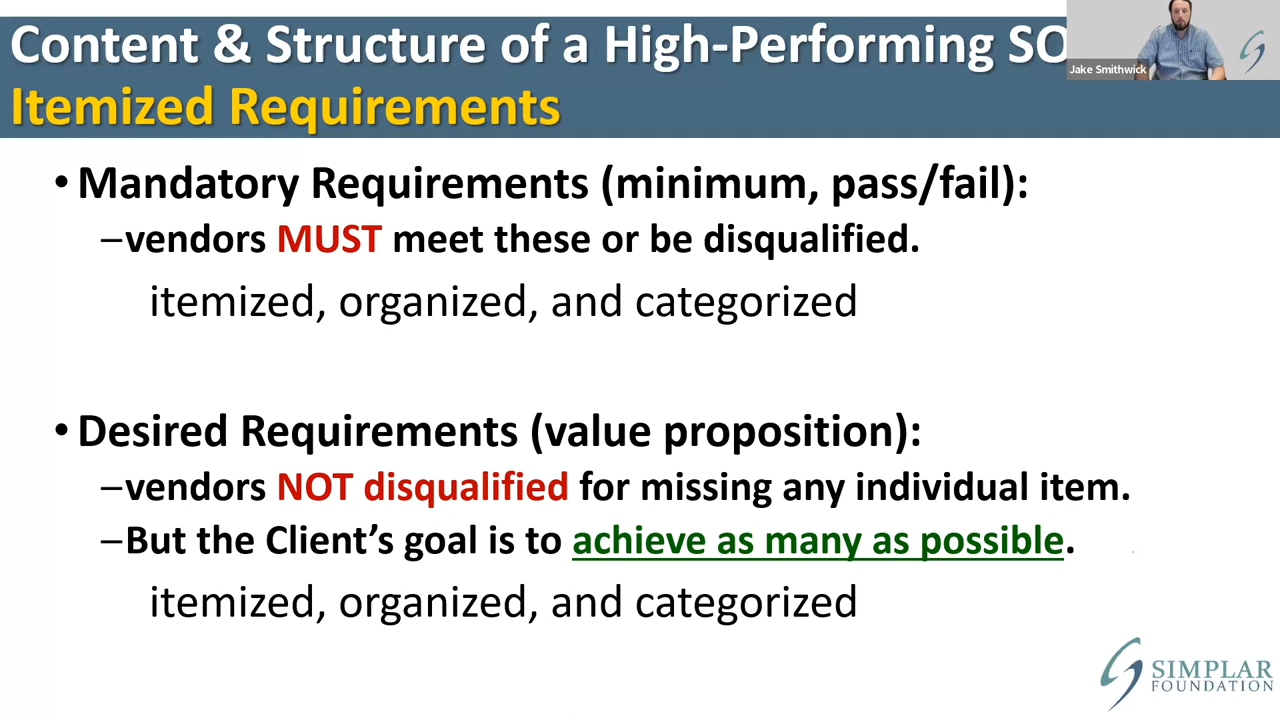 Content & Structure of a High-Performing SO
Itemized Requirements
Jake Smithwick
• Mandatory Requirements (minimum, pass/fail):
–vendors MUST meet these or be disqualified.
itemized, organized, and categorized
• Desired Requirements (value proposition):
–vendors NOT disqualified for missing any individual item.
–But the Client’s goal is to achieve as many as possible.
itemized, organized, and categorized
SIMPLAR
FOUNDATION